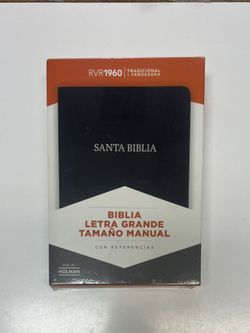 RVR1960 TRADICIONAL
Y VERDADERA
SANTA BIBLIA
BIBLIA
LETRA GRANDE
TAMAÑO MANUAL
CON REFERENCIAS
HOLMAN